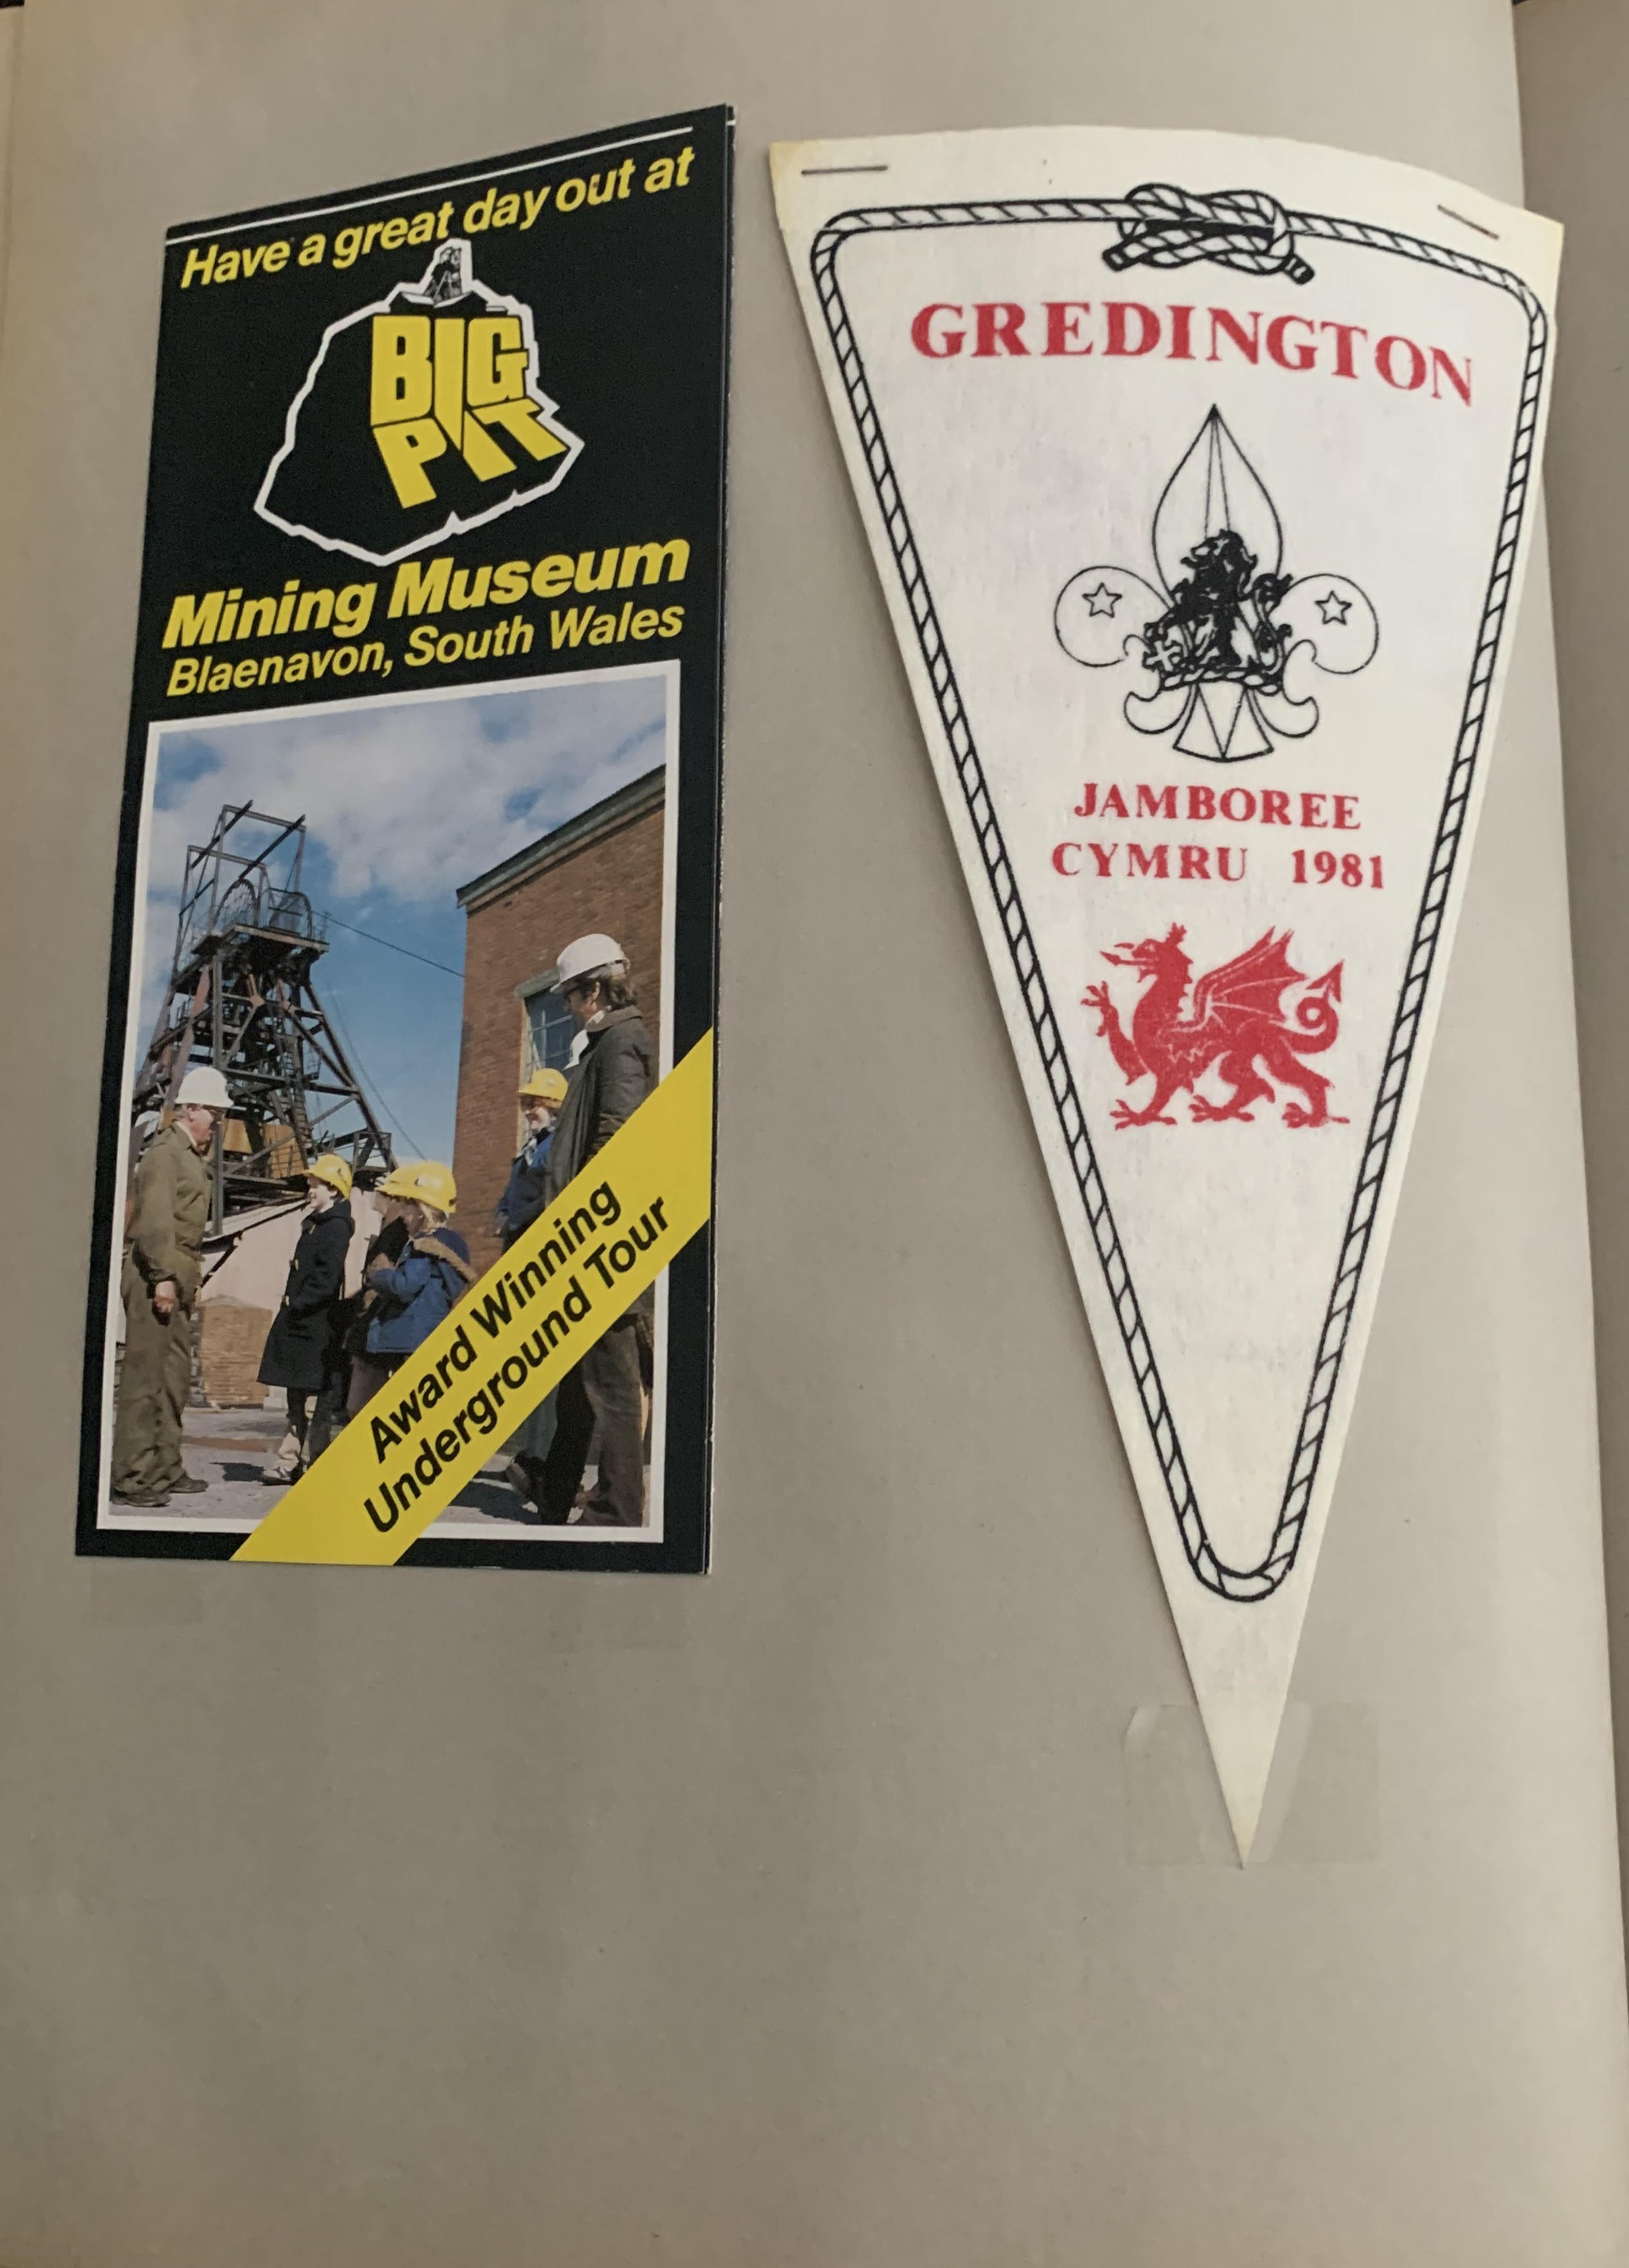 Have a great day out at
BIG
PIT
Mining Museum
Blaenavon, South Wales
Award Winning
Underground Tour
GREDINGTON
JAMBOREE
CYMRU 1981